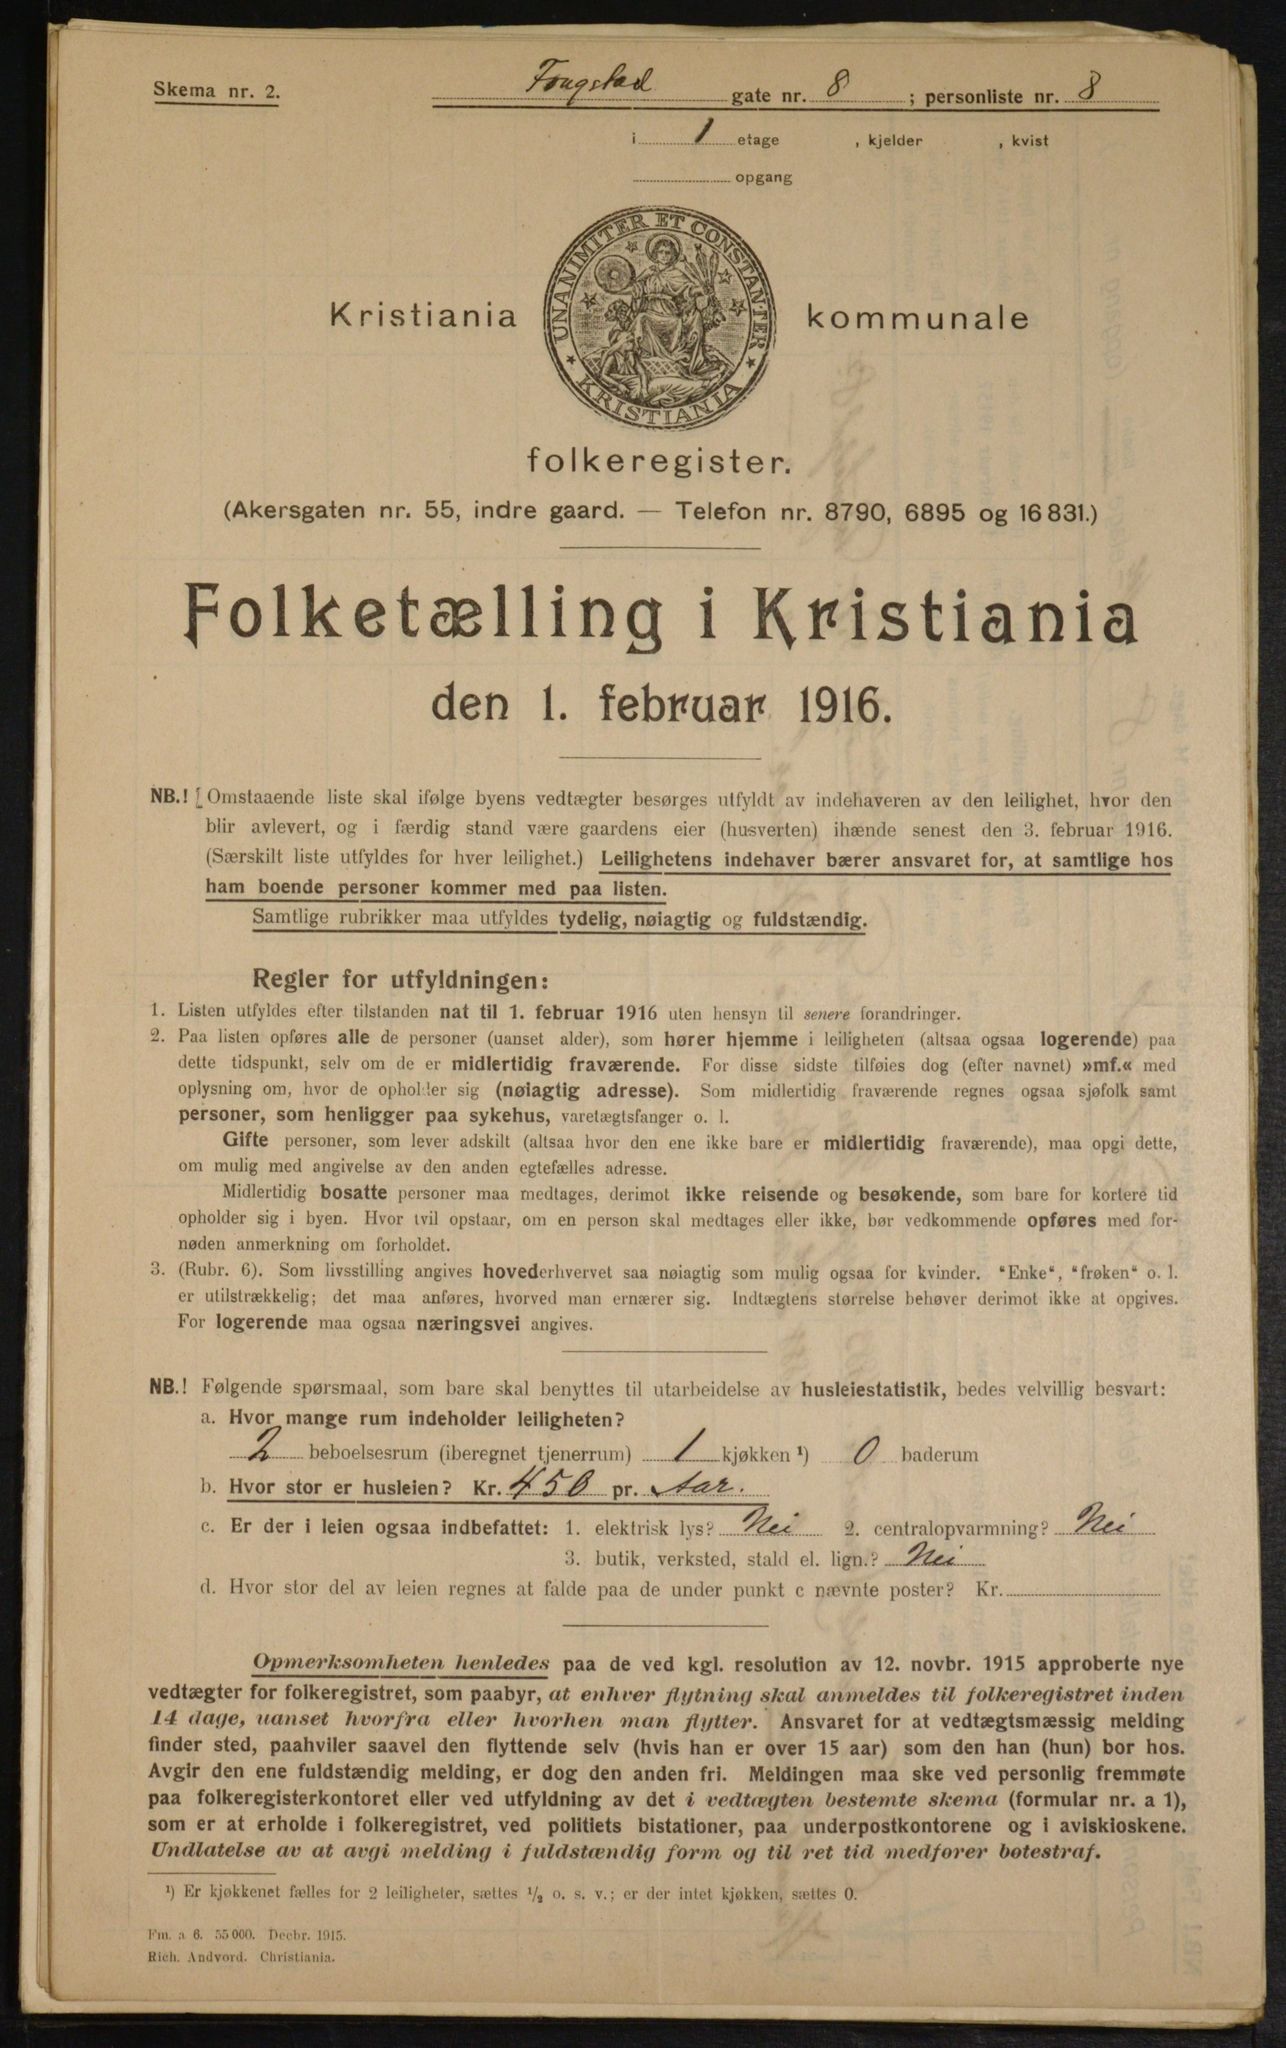 Skema nr. 2.
Fougstad gate nr. 8 ; personliste nr. 8
i 1 etage , kjelder , kvist
opgang
UNANIMITER ET CONSTANTER
KRISTIANIA
Kristiania kommunale
folkeregister.
(Akersgaten nr. 55, indre gaard. — Telefon nr. 8790, 6895 og 16 831.)
Folketælling i Kristiania
den 1. februar 1916.
NB.! Omstaaende liste skal ifølge byens vedtægter besørges utfyldt av indehaveren av den leilighet, hvor den
blir avlevert, og i færdig stand være gaardens eier (husverten) ihænde senest den 3. februar 1916.
(Særskilt liste utfyldes for hver leilighet.) Leilighetens indehaver bærer ansvaret for, at samtlige hos
ham boende personer kommer med paa listen.
Samtlige rubrikker maa utfyldes tydelig, nøiagtig og fuldstændig.
Regler for utfyldningen:
1. Listen utfyldes efter tilstanden nat til 1. februar 1916 uten hensyn til senere forandringer.
2. Paa listen opføres alle de personer (uanset alder), som hører hjemme i leiligheten (altsaa ogsaa logerende) paa
dette tidspunkt, selv om de er midlertidig fraværende. For disse sidste tilføies dog (efter navnet) »mf.« med
oplysning om, hvor de opholder sig (nøiagtig adresse). Som midlertidig fraværende regnes ogsaa sjøfolk samt
personer, som henligger paa sykehus, varetægtsfanger o. l.
Gifte personer, som lever adskilt (altsaa hvor den ene ikke bare er midlertidig fraværende), maa opgi dette,
om mulig med angivelse av den anden egtefælles adresse.
Midlertidig bosatte personer maa medtages, derimot ikke reisende og besøkende, som bare for kortere tid
opholder sig i byen. Hvor tvil opstaar, om en person skal medtages eller ikke, bør vedkommende opføres med for-
nøden anmerkning om forholdet.
3. (Rubr. 6). Som livsstilling angives hovederhvervet saa nøiagtig som mulig ogsaa for kvinder. "Enke", "frøken" o. l.
er utilstrækkelig; det maa anføres, hvorved man ernærer sig. Indtægtens størrelse behøver derimot ikke at opgives.
For logerende maa ogsaa næringsvei angives.
NB.! Følgende spørsmaal, som bare skal benyttes til utarbeidelse av husleiestatistik, bedes velvillig besvart:
a. Hvor mange rum indeholder leiligheten?
2 beboelsesrum (iberegnet tjenerrum) 1 kjøkken ¹) 0 baderum
b. Hvor stor er husleien? Kr. 450 pr. Aar.
c. Er der i leien ogsaa indbefattet: 1. elektrisk lys? Nei 2. centralopvarmning? Nei
3. butik, verksted, stald el. lign.? Nei
d. Hvor stor del av leien regnes at falde paa de under punkt c nævnte poster? Kr.
Opmerksomheten henledes paa de ved kgl. resolution av 12. novbr. 1915 approberte nye
vedtægter for folkeregistret, som paabyr, at enhver flytning skal anmeldes til folkeregistret inden
14 dage, uanset hvorfra eller hvorhen man flytter. Ansvaret for at vedtægtsmæssig melding
finder sted, paahviler saavel den flyttende selv (hvis han er over 15 aar) som den han (hun) bor hos.
Avgir den ene fuldstændig melding, er dog den anden fri. Meldingen maa ske ved personlig fremmøte
paa folkeregisterkontoret eller ved utfyldning av det i vedtægten bestemte skema (formular nr. a 1),
som er at erholde i folkeregistret, ved politiets bistationer, paa underpostkontorene og i aviskioskene.
Undlatelse av at avgi melding i fuldstændig form og til ret tid medfører bøtestraf.
¹) Er kjøkkenet fælles for 2 leiligheter, sættes ½ o. s. v.; er der intet kjøkken, sættes 0.
Fm. a 6. 55 000. Decbr. 1915.
Rich. Andvord. Christiania.